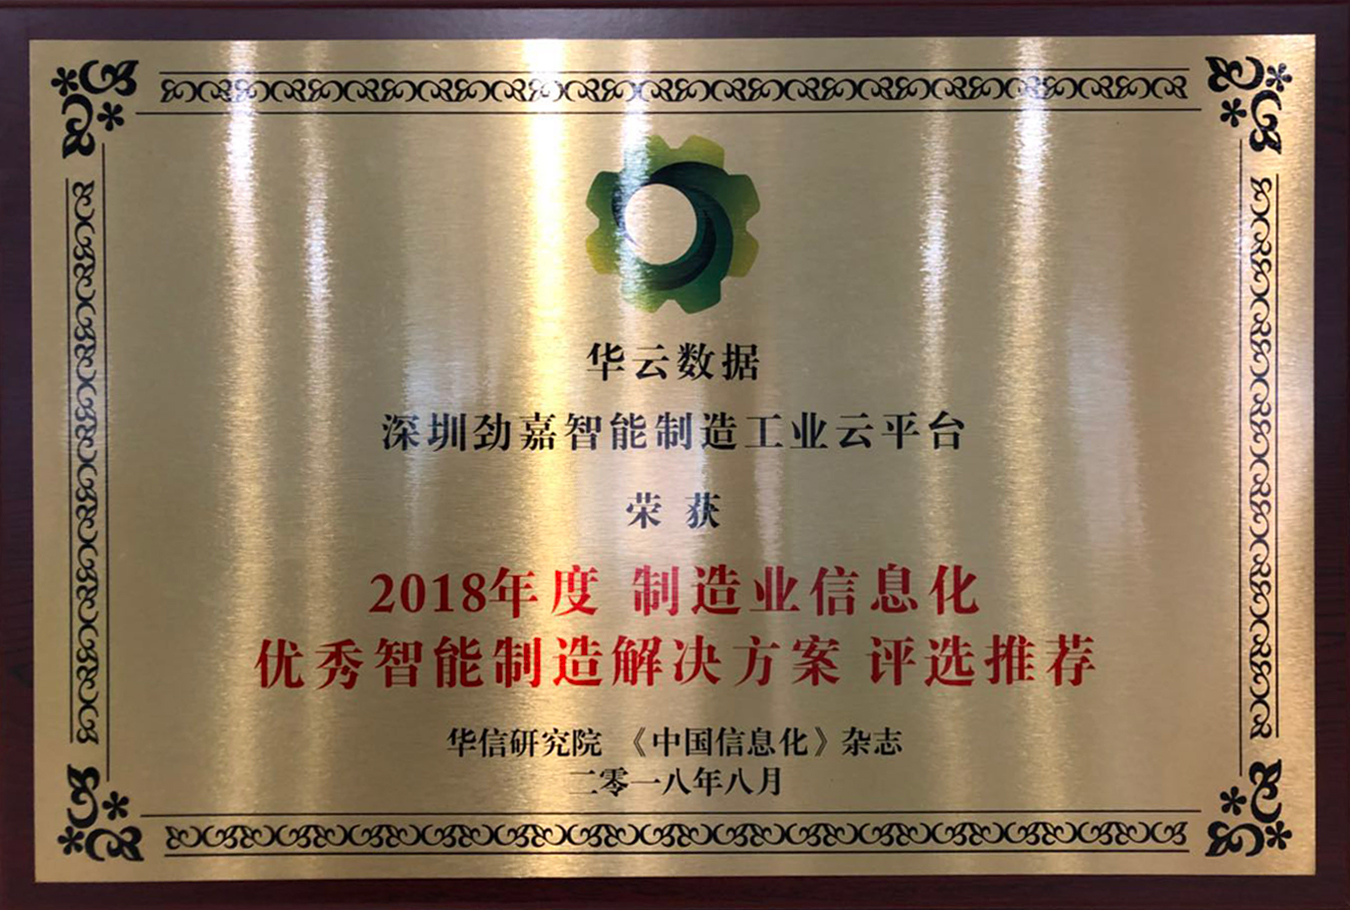 华云数据
深圳劲嘉智能制造工业云平台
荣 获
2018年度 制造业信息化
优秀智能制造解决方案 评选推荐
华信研究院 《中国信息化》杂志
二零一八年八月